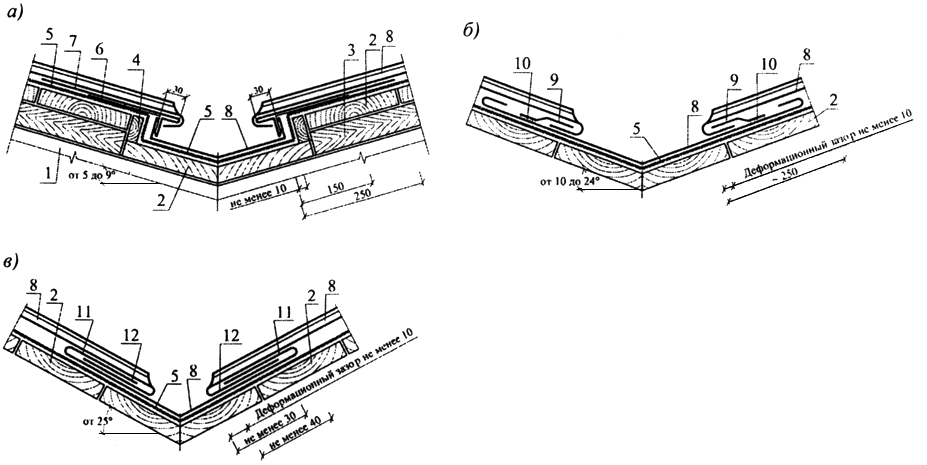 а)
5 7 6 4 30 30 3 2 8
5 8
1
от 5 до 9°
2
не менее 10
150
250
б)
10 9 9 10 8
5 8 2
от 10 до 24°
Деформационный зазор не менее 10
~ 250
в)
8 2 11 12 11 2 8
12
5 8
от 25°
Деформационный зазор не менее 10
не менее 30
не менее 40